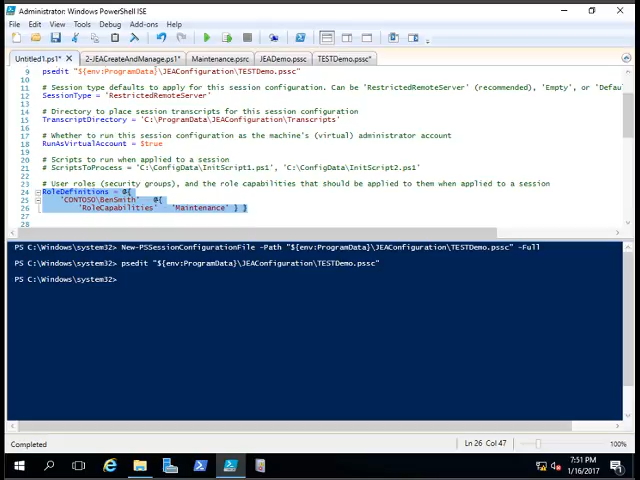 Administrator: Windows PowerShell ISE
File Edit View Tools Debug Add-ons Help
Untitled1.ps1* 2-JEACreateAndManage.ps1* Maintenance.psrc JEADemo.pssc TESTDemo.pssc*
9 psedit "${env:ProgramData}\JEAConfiguration\TESTDemo.pssc"
10
11 # Session type defaults to apply for this session configuration. Can be 'RestrictedRemoteServer' (recommended), 'Empty', or 'Defau
12 SessionType = 'RestrictedRemoteServer'
13
14 # Directory to place session transcripts for this session configuration
15 TranscriptDirectory = 'C:\ProgramData\JEAConfiguration\Transcripts'
16
17 # Whether to run this session configuration as the machine's (virtual) administrator account
18 RunAsVirtualAccount = $true
19
20 # Scripts to run when applied to a session
21 # ScriptsToProcess = 'C:\ConfigData\InitScript1.ps1', 'C:\ConfigData\InitScript2.ps1'
22
23 # User roles (security groups), and the role capabilities that should be applied to them when applied to a session
24 RoleDefinitions = @{
25 'CONTOSO\BenSmith' @{
26 'RoleCapabilities' 'Maintenance' } }
27
28
PS C:\Windows\system32> New-PSSessionConfigurationFile -Path "${env:ProgramData}\JEAConfiguration\TESTDemo.pssc" -Full
PS C:\Windows\system32> psedit "${env:ProgramData}\JEAConfiguration\TESTDemo.pssc"
PS C:\Windows\system32>
Completed Ln 26 Col 47 100%
7:51 PM
1/16/2017